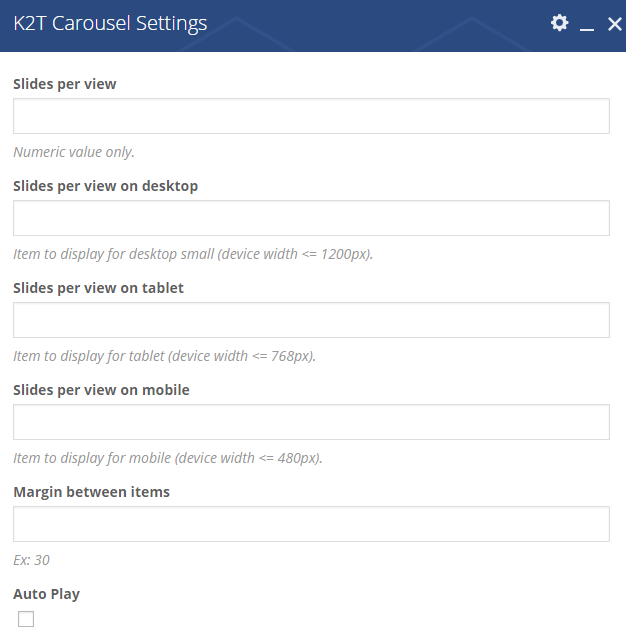 K2T Carousel Settings
Slides per view
Numeric value only.
Slides per view on desktop
Item to display for desktop small (device width <= 1200px).
Slides per view on tablet
Item to display for tablet (device width <= 768px).
Slides per view on mobile
Item to display for mobile (device width <= 480px).
Margin between items
Ex: 30
Auto Play